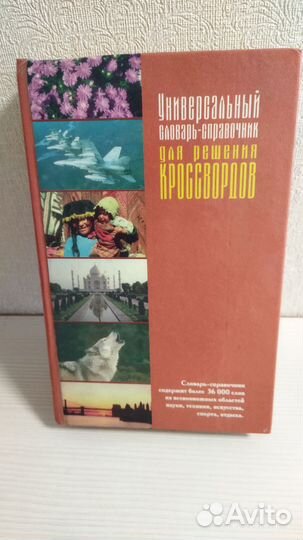 Универсальный
словарь-справочник
для решения
кроссвордов
Словарь-справочник
содержит более 36 000 слов
из всевозможных областей
науки, техники, искусства,
спорта, отдыха.
Avito